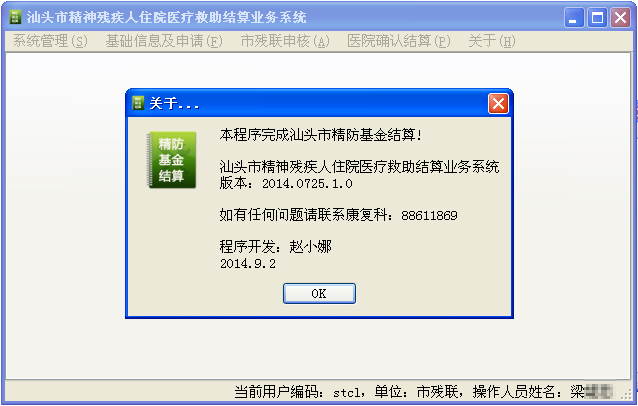 汕头市精神残疾人住院医疗救助结算业务系统
系统管理(S) 基础信息及申请(F) 市残联审核(A) 医院确认结算(P) 关于(H)
关于...
精防
基金
结算
本程序完成汕头市精防基金结算!
汕头市精神残疾人住院医疗救助结算业务系统
版本: 2014.0725.1.0
如有任何问题请联系康复科: 88611869
程序开发: 赵小娜
2014.9.2
OK
当前用户编码: stcl, 单位: 市残联, 操作人员姓名: 梁